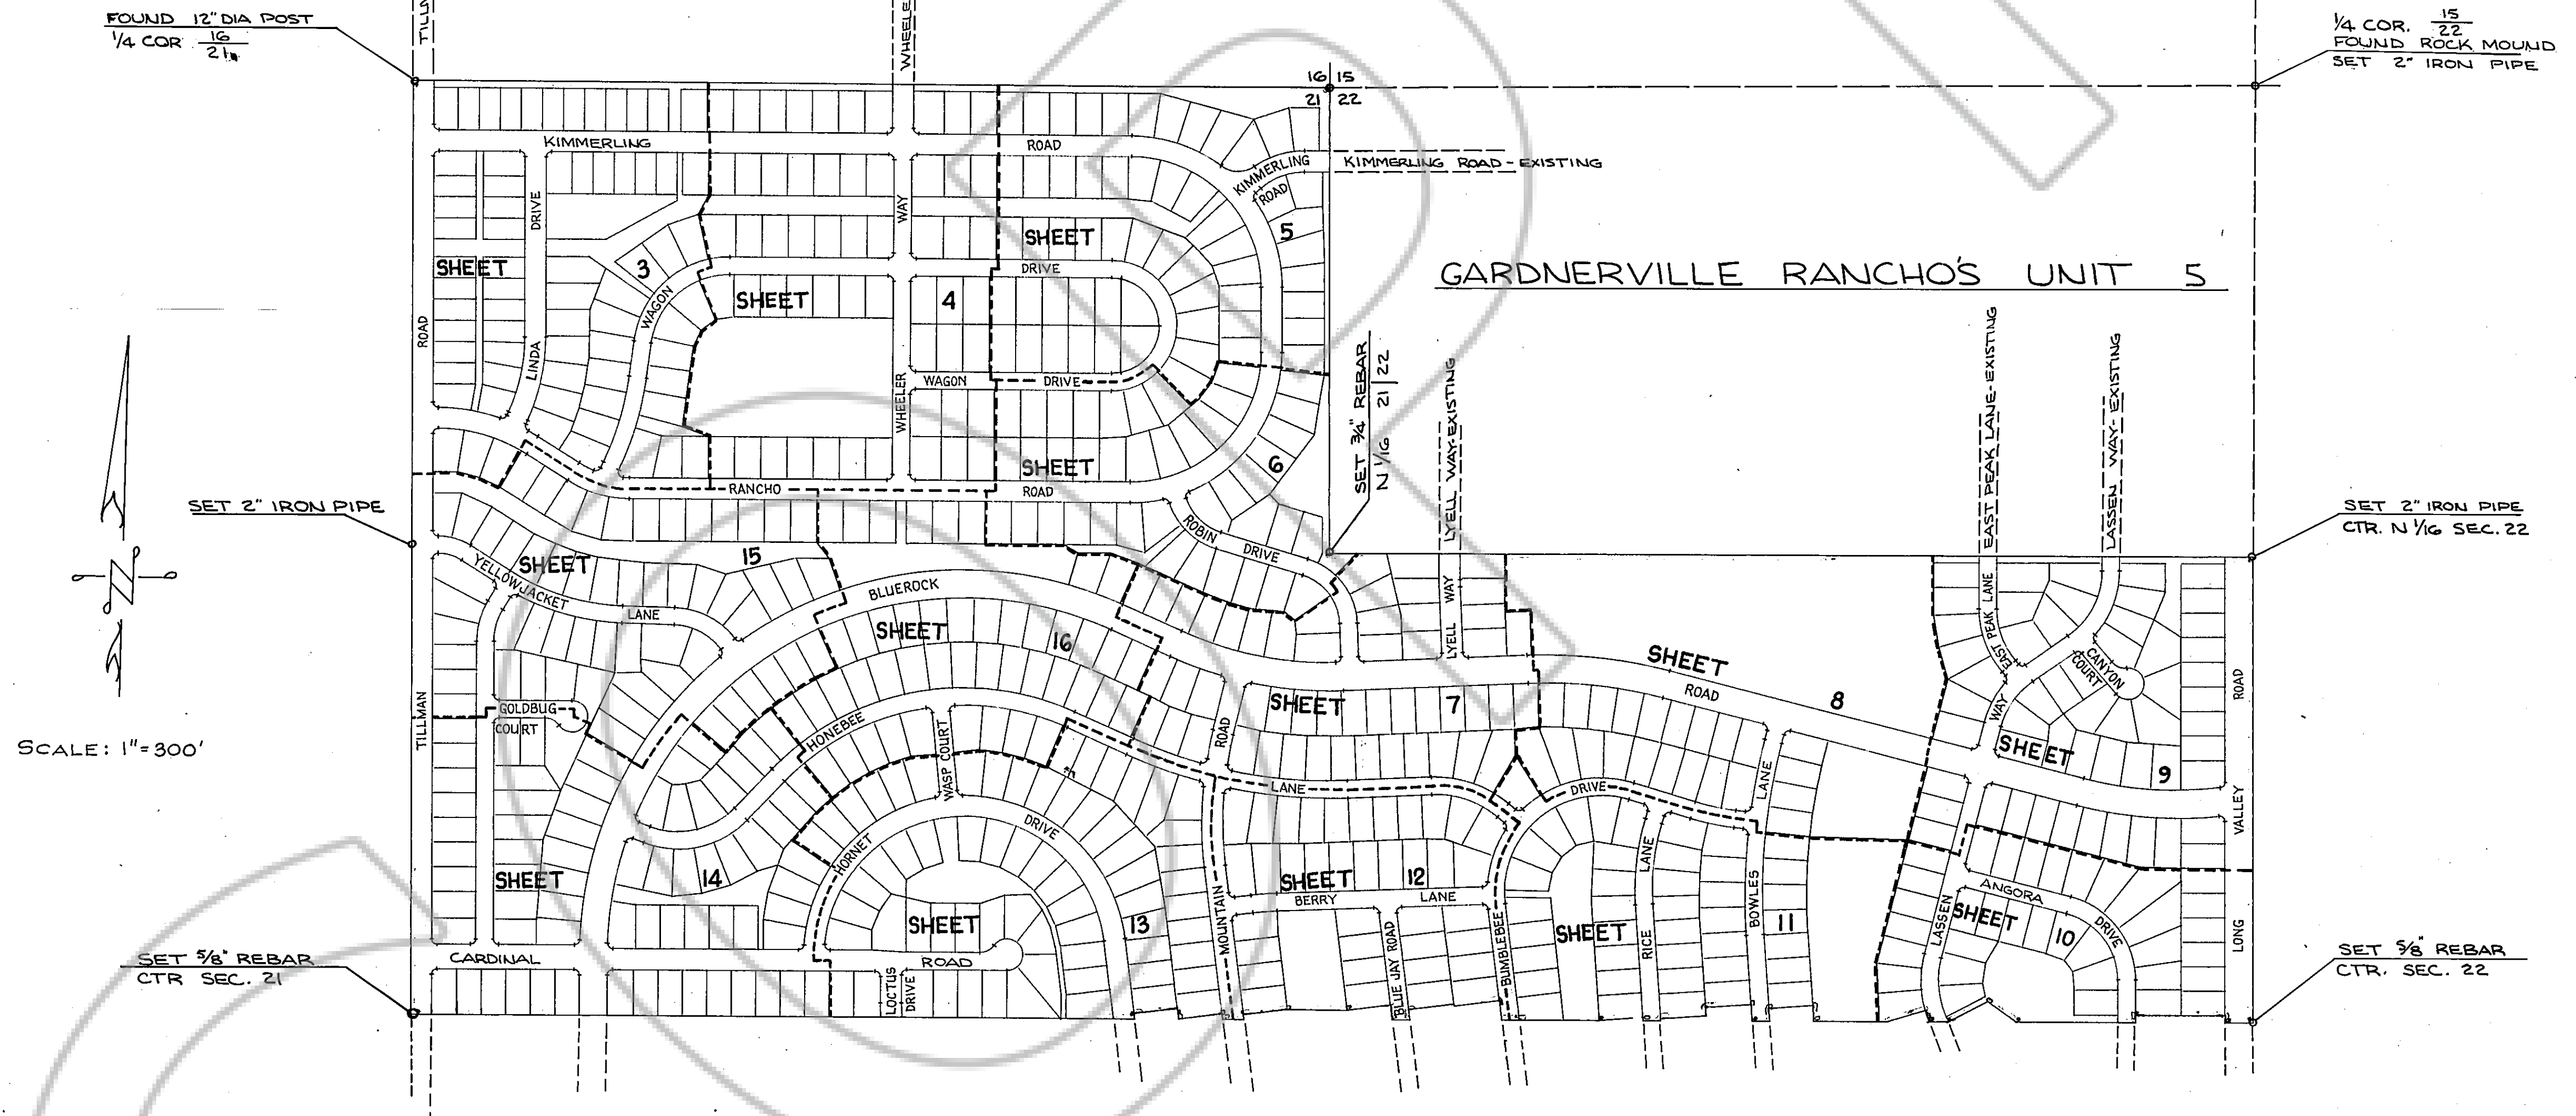 FOUND 12" DIA POST
1/4 COR 16
21
TILLM
WHEELE
1/4 COR. 15
22
FOUND ROCK MOUND
SET 2" IRON PIPE
16 15
21 22
KIMMERLING
ROAD
KIMMERLING
ROAD
KIMMERLING ROAD - EXISTING
DRIVE
WAY
5
SHEET
SHEET
3
DRIVE
GARDNERVILLE RANCHO'S UNIT 5
WAGON
SHEET
4
ROAD
LINDA
WAGON
DRIVE
WHEELER
SET 3/4" REBAR
N 1/16 21 | 22
LYELL WAY-EXISTING
EAST PEAK LANE-EXISTING
LASSEN WAY-EXISTING
SHEET
6
RANCHO
ROAD
SET 2" IRON PIPE
SET 2" IRON PIPE
CTR. N 1/16 SEC. 22
ROBIN DRIVE
SHEET
15
YELLOWJACKET LANE
BLUEROCK
SHEET
16
LYELL WAY
EAST PEAK LANE
EAST
CANYON
COURT
SHEET
ROAD
8
ROAD
WAY
GOLDBUG
COURT
TILLMAN
SHEET
7
HONEBEE
WASP COURT
ROAD
SCALE: 1"=300'
SHEET
9
LANE
DRIVE
LANE
VALLEY
DRIVE
HORNET
LANE
SHEET
14
SHEET
12
BERRY LANE
ANGORA
DRIVE
SHEET
10
LASSEN
SHEET
13
MOUNTAIN
BLUE JAY ROAD
BUMBLEBEE
SHEET
RICE
BOWLES
11
LONG
SET 5/8" REBAR
CTR SEC. 21
CARDINAL
ROAD
LOCTUS
DRIVE
SET 5/8" REBAR
CTR. SEC. 22